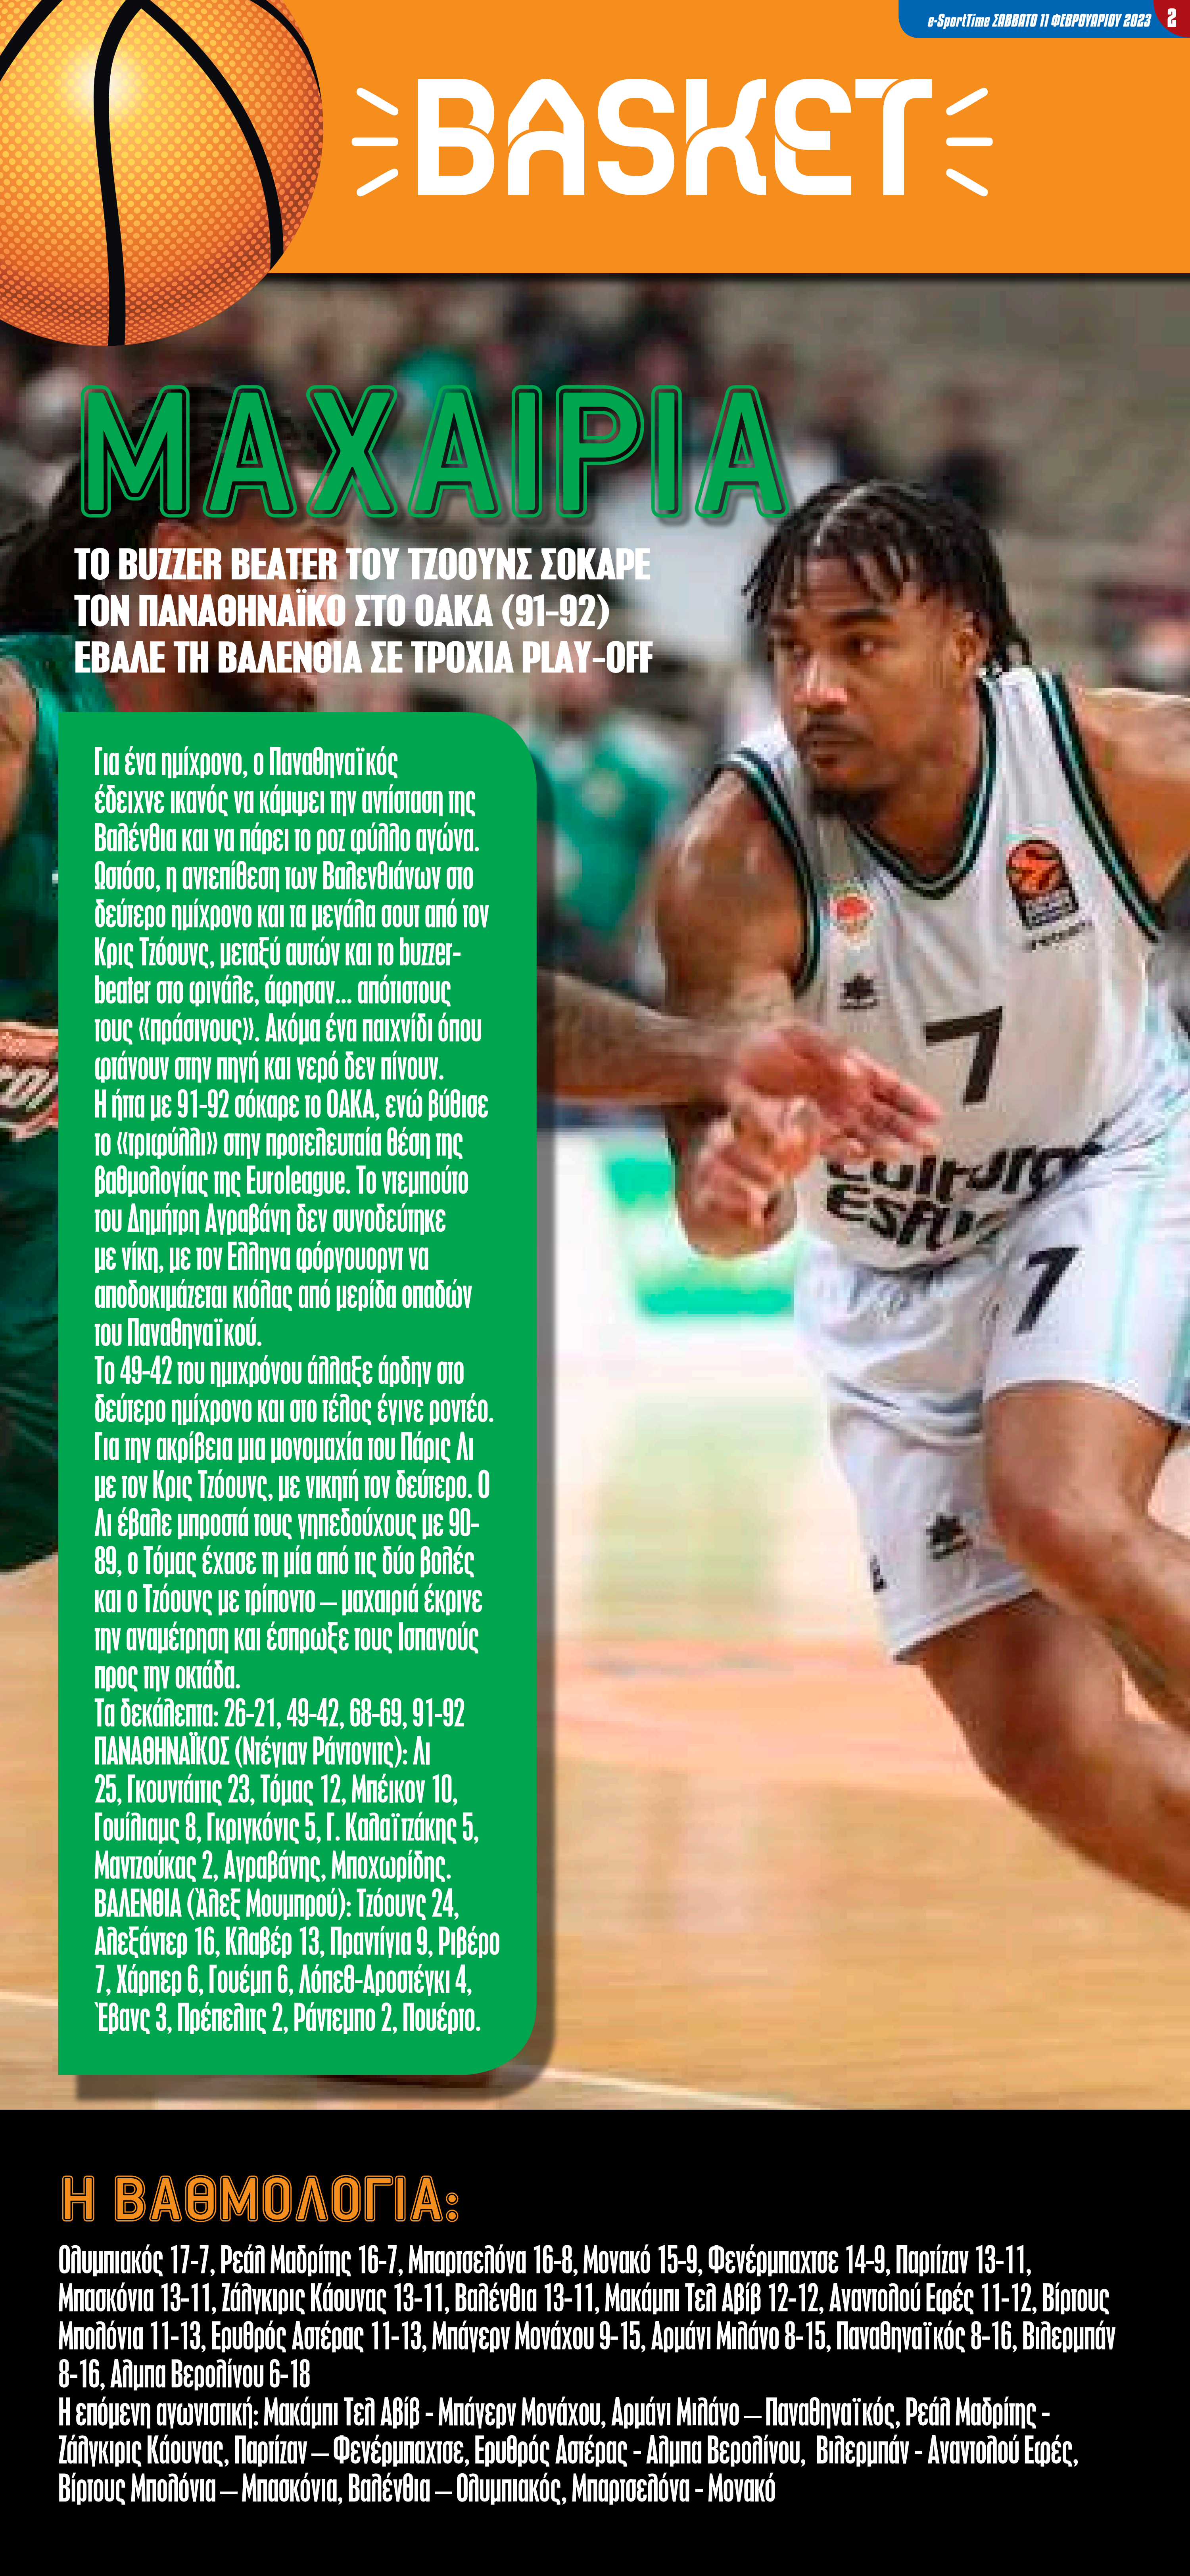 e-SportTime ΣΑΒΒΑΤΟ 11 ΦΕΒΡΟΥΑΡΙΟΥ 2023 2
BASKET
ΜΑΧΑΙΡΙΑ
ΤΟ BUZZER BEATER ΤΟΥ ΤΖΟΟΥΝΣ ΣΟΚΑΡΕ
ΤΟΝ ΠΑΝΑΘΗΝΑΪΚΟ ΣΤΟ ΟΑΚΑ (91-92)
ΕΒΑΛΕ ΤΗ ΒΑΛΕΝΘΙΑ ΣΕ ΤΡΟΧΙΑ PLAY-OFF
Για ένα ημίχρονο, ο Παναθηναϊκός
έδειχνε ικανός να κάμψει την αντίσταση της
Βαλένθια και να πάρει το ροζ φύλλο αγώνα.
Ωστόσο, η αντεπίθεση των Βαλενθιάνων στο
δεύτερο ημίχρονο και τα μεγάλα σουτ από τον
Κρις Τζόουνς, μεταξύ αυτών και το buzzer-
beater στο φινάλε, άφησαν... απότιστους
τους «πράσινους». Ακόμα ένα παιχνίδι όπου
φτάνουν στην πηγή και νερό δεν πίνουν.
Η ήττα με 91-92 σόκαρε το ΟΑΚΑ, ενώ βύθισε
το «τριφύλλι» στην προτελευταία θέση της
βαθμολογίας της Euroleague. Το ντεμπούτο
του Δημήτρη Αγραβάνη δεν συνοδεύτηκε
με νίκη, με τον Ελληνα φόργουορντ να
αποδοκιμάζεται κιόλας από μερίδα οπαδών
του Παναθηναϊκού.
Το 49-42 του ημιχρόνου άλλαξε άρδην στο
δεύτερο ημίχρονο και στο τέλος έγινε ροντέο.
Για την ακρίβεια μια μονομαχία του Πάρις Λι
με τον Κρις Τζόουνς, με νικητή τον δεύτερο. Ο
Λι έβαλε μπροστά τους γηπεδούχους με 90-
89, ο Τόμας έχασε τη μία από τις δύο βολές
και ο Τζόουνς με τρίποντο – μαχαιριά έκρινε
την αναμέτρηση και έσπρωξε τους Ισπανούς
προς την οκτάδα.
Τα δεκάλεπτα: 26-21, 49-42, 68-69, 91-92
ΠΑΝΑΘΗΝΑΪΚΟΣ (Ντέγιαν Ράντονιτς): Λι
25, Γκουντάιτις 23, Τόμας 12, Μπέικον 10,
Γουίλιαμς 8, Γκριγκόνις 5, Γ. Καλαϊτζάκης 5,
Μαντζούκας 2, Αγραβάνης, Μποχωρίδης.
ΒΑΛΕΝΘΙΑ (Άλεξ Μουμπρού): Τζόουνς 24,
Αλεξάντερ 16, Κλαβέρ 13, Πραντίγια 9, Ριβέρο
7, Χάρπερ 6, Γουέμπ 6, Λόπεθ-Αροστέγκι 4,
Έβανς 3, Πρέπελιτς 2, Ράντεμπο 2, Πουέρτο.
7
7
Η ΒΑΘΜΟΛΟΓΙΑ:
Ολυμπιακός 17-7, Ρεάλ Μαδρίτης 16-7, Μπαρτσελόνα 16-8, Μονακό 15-9, Φενέρμπαχτσε 14-9, Παρτίζαν 13-11,
Μπασκόνια 13-11, Ζάλγκιρις Κάουνας 13-11, Βαλένθια 13-11, Μακάμπι Τελ Αβίβ 12-12, Αναντολού Εφές 11-12, Βίρτους
Μπολόνια 11-13, Ερυθρός Αστέρας 11-13, Μπάγερν Μονάχου 9-15, Αρμάνι Μιλάνο 8-15, Παναθηναϊκός 8-16, Βιλερμπάν
8-16, Αλμπα Βερολίνου 6-18
Η επόμενη αγωνιστική: Μακάμπι Τελ Αβίβ - Μπάγερν Μονάχου, Αρμάνι Μιλάνο – Παναθηναϊκός, Ρεάλ Μαδρίτης -
Ζάλγκιρις Κάουνας, Παρτίζαν – Φενέρμπαχτσε, Ερυθρός Αστέρας - Αλμπα Βερολίνου, Βιλερμπάν - Αναντολού Εφές,
Βίρτους Μπολόνια – Μπασκόνια, Βαλένθια – Ολυμπιακός, Μπαρτσελόνα - Μονακό